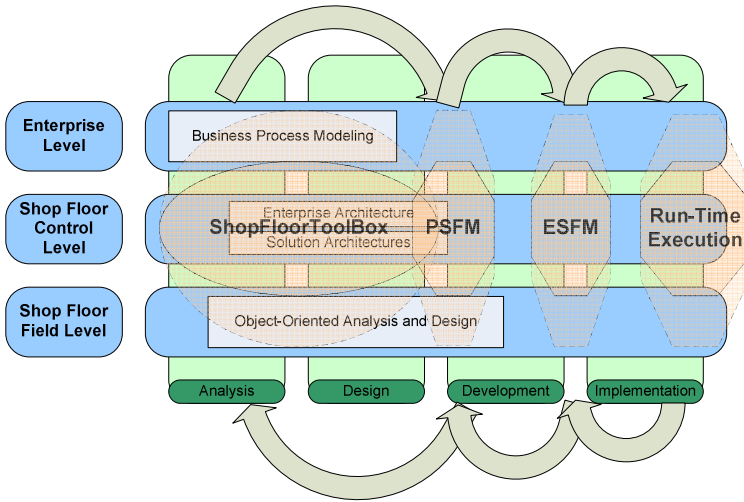 Enterprise
Level
Business Process Modeling
Shop Floor
Control
Level
Enterprise Architecture
ShopFloorToolBox
Solution Architectures
PSFM
ESFM
Run-Time
Execution
Shop Floor
Field Level
Object-Oriented Analysis and Design
Analysis
Design
Development
Implementation